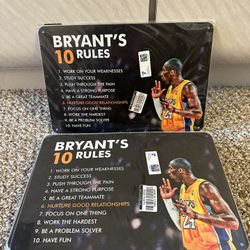 BRYANT'S
10 RULES
1. WORK ON YOUR WEAKNESSES
2. STUDY SUCCESS
3. PUSH THROUGH THE PAIN
4. HAVE A STRONG PURPOSE
5. BE A GREAT TEAMMATE
6. NURTURE GOOD RELATIONSHIPS
7. FOCUS ON ONE THING
8. WORK THE HARDEST
9. BE A PROBLEM SOLVER
10. HAVE FUN
24
BRYANT'S
10 RULES
1. WORK ON YOUR WEAKNESSES
2. STUDY SUCCESS
3. PUSH THROUGH THE PAIN
4. HAVE A STRONG PURPOSE
5. BE A GREAT TEAMMATE
6. NURTURE GOOD RELATIONSHIPS
7. FOCUS ON ONE THING
8. WORK THE HARDEST
9. BE A PROBLEM SOLVER
10. HAVE FUN
24